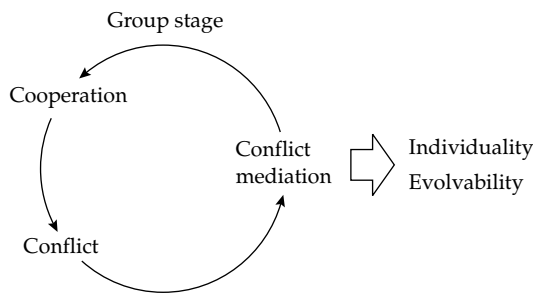 Group stage
Cooperation
Conflict
mediation
Individuality
Evolvability
Conflict